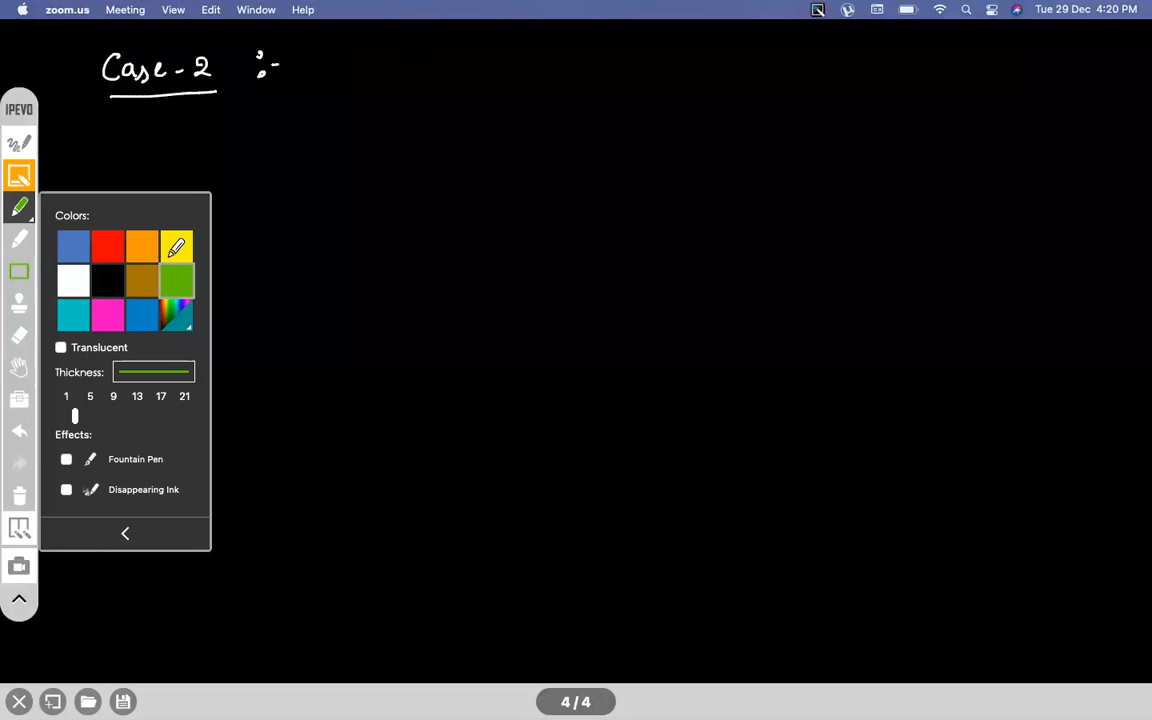 zoom.us Meeting View Edit Window Help Tue 29 Dec 4:20 PM
Case-2 :-
IPEVO
Colors:
Translucent
Thickness:
1 5 9 13 17 21
Effects:
Fountain Pen
Disappearing Ink
4/4